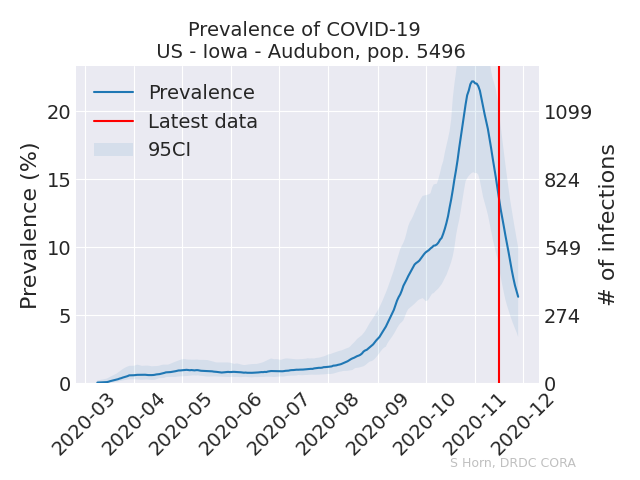 Prevalence of COVID-19
US - Iowa - Audubon, pop. 5496
Prevalence
Latest data
95CI
Prevalence (%)
20
15
10
5
0
1099
824
549
274
0
# of infections
2020-03
2020-04
2020-05
2020-06
2020-07
2020-08
2020-09
2020-10
2020-11
2020-12
S Horn, DRDC CORA